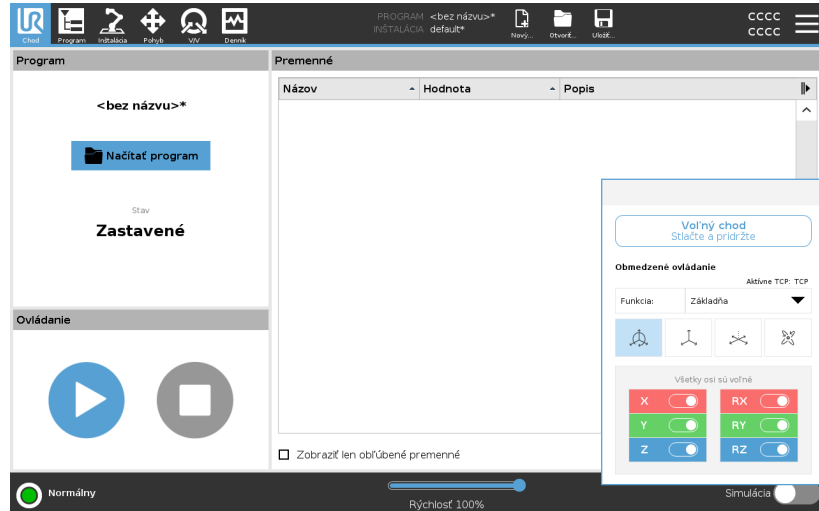 PROGRAM <bez názvu>*
INŠTALÁCIA default*
cccc
cccc
Chod
Program
Inštalácia
Pohyb
V/V
Denník
Nový...
Otvoriť...
Uložiť...
Program
Premenné
<bez názvu>*
Načítať program
Stav
Zastavené
Ovládanie
Názov Hodnota Popis
Zobraziť len obľúbené premenné
Voľný chod
Stlačte a pridržte
Obmedzené ovládanie
Aktívne TCP: TCP
Funkcia: Základňa
Všetky osi sú voľné
X RX
Y RY
Z RZ
Normálny
Rýchlosť 100%
Simulácia